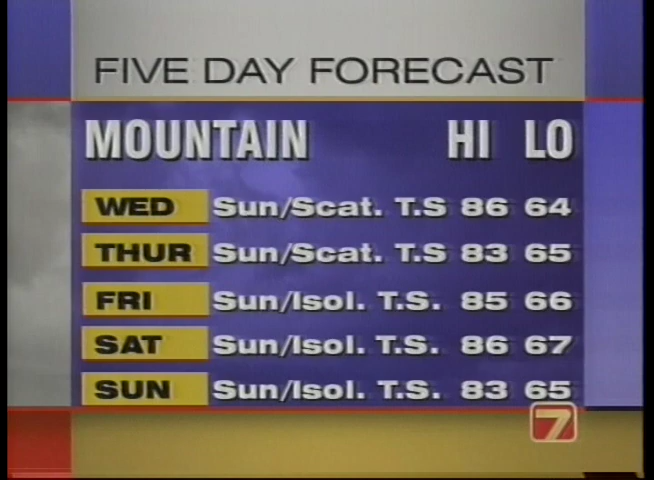 FIVE DAY FORECAST
MOUNTAIN HI LO
WED Sun/Scat. T.S 86 64
THUR Sun/Scat. T.S 83 65
FRI Sun/Isol. T.S. 85 66
SAT Sun/Isol. T.S. 86 67
SUN Sun/Isol. T.S. 83 65
7